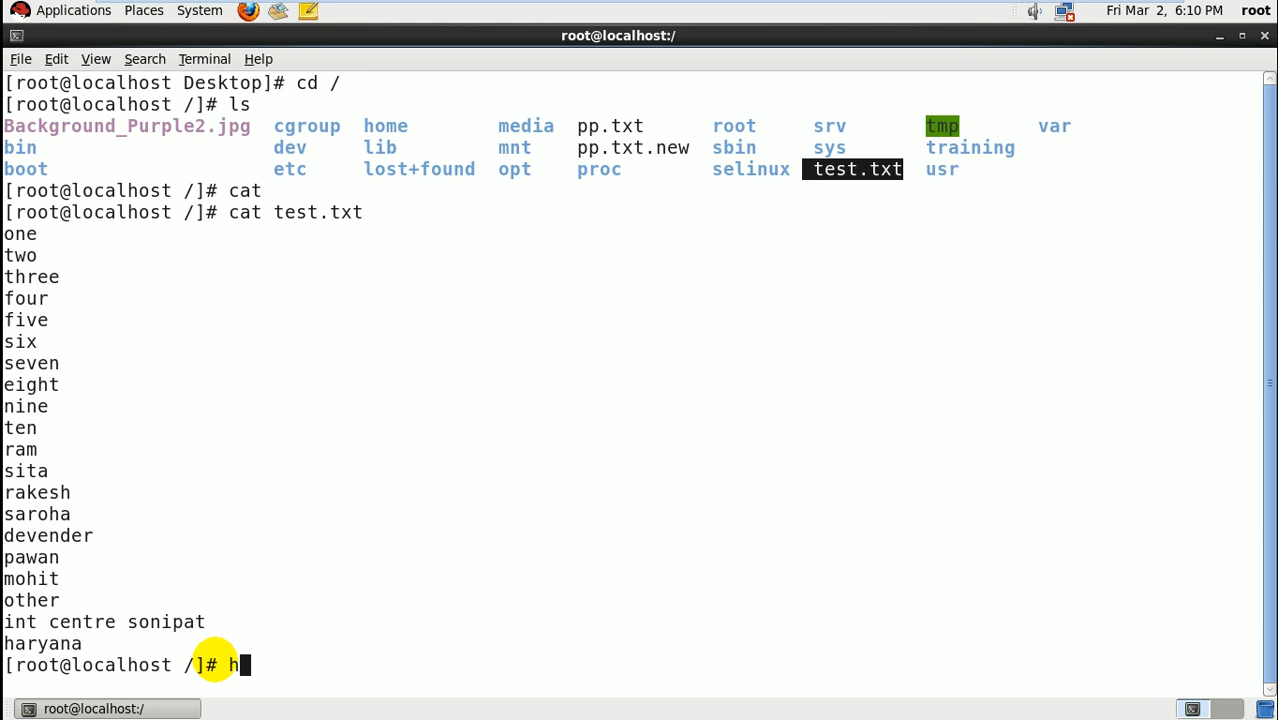 Applications Places System Fri Mar 2, 6:10 PM root
root@localhost:/
File Edit View Search Terminal Help
[root@localhost Desktop]# cd /
[root@localhost /]# ls
Background_Purple2.jpg cgroup home media pp.txt root srv tmp var
bin dev lib mnt pp.txt.new sbin sys training
boot etc lost+found opt proc selinux test.txt usr
[root@localhost /]# cat
[root@localhost /]# cat test.txt
one
two
three
four
five
six
seven
eight
nine
ten
ram
sita
rakesh
saroha
devender
pawan
mohit
other
int centre sonipat
haryana
[root@localhost /]# h
root@localhost:/